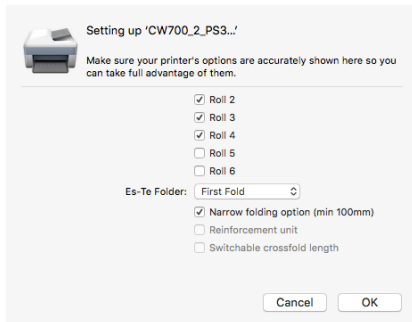 Setting up ‘CW700_2_PS3...’
Make sure your printer's options are accurately shown here so you
can take full advantage of them.
Roll 2
Roll 3
Roll 4
Roll 5
Roll 6
Es-Te Folder: First Fold
Narrow folding option (min 100mm)
Reinforcement unit
Switchable crossfold length
Cancel OK